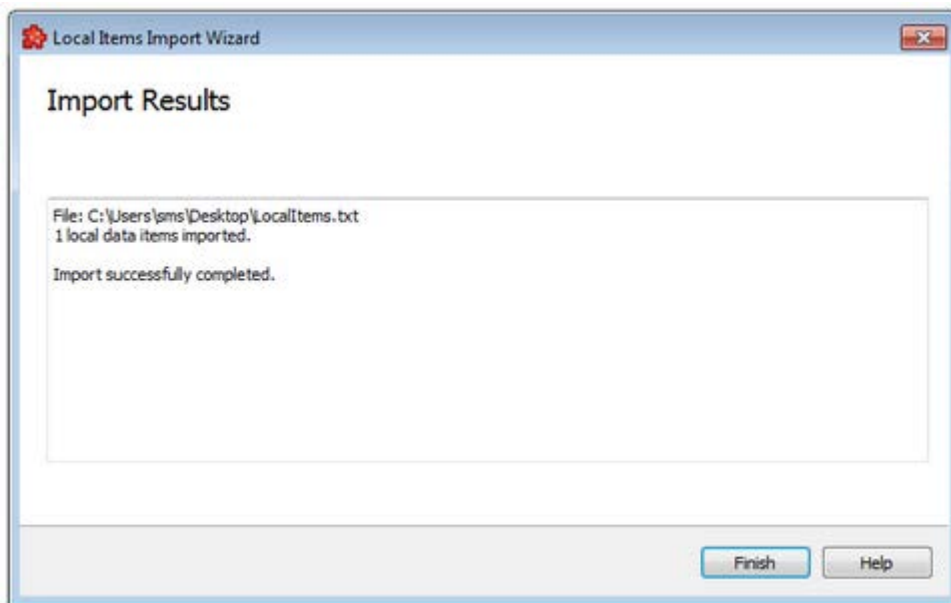 Local Items Import Wizard
Import Results
File: C:\Users\sms\Desktop\LocalItems.txt
1 local data items imported.
Import successfully completed.
Finish
Help